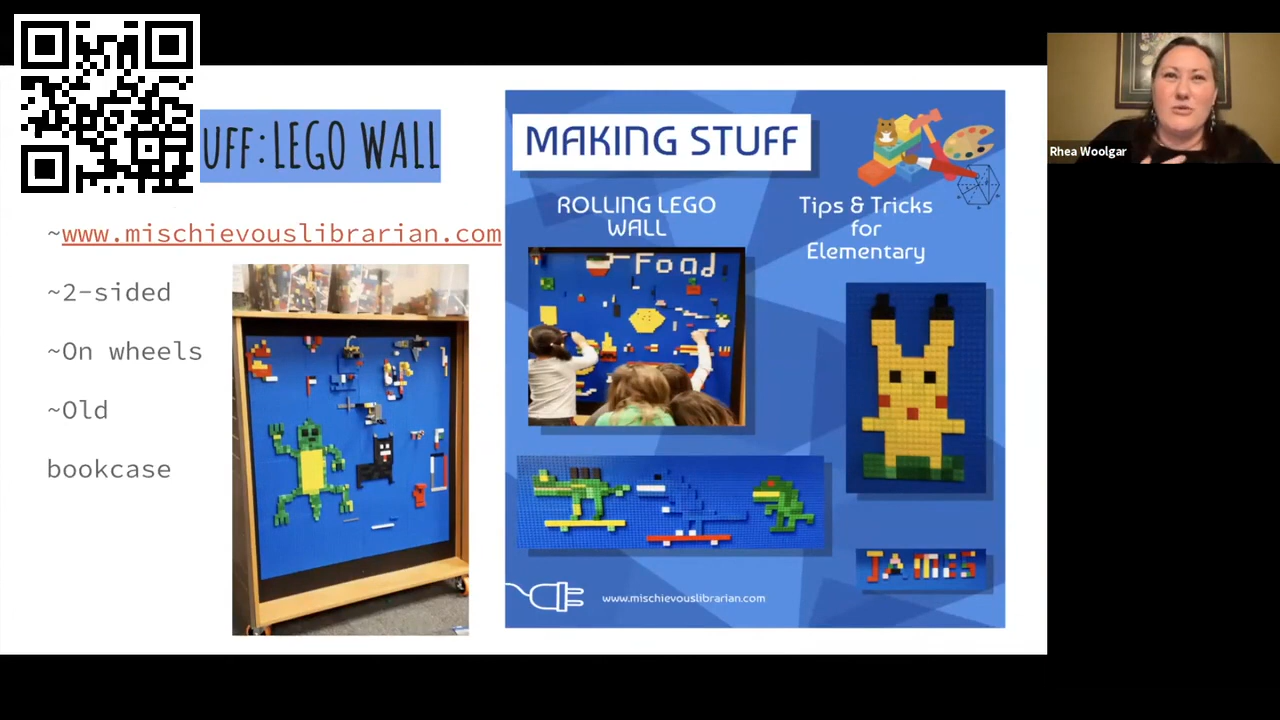 UFF: LEGO WALL
~www.mischievouslibrarian.com
~2-sided
~On wheels
~Old
bookcase
MAKING STUFF
ROLLING LEGO
WALL
Food
Tips & Tricks
for
Elementary
JAMES
www.mischievouslibrarian.com
Rhea Woolgar